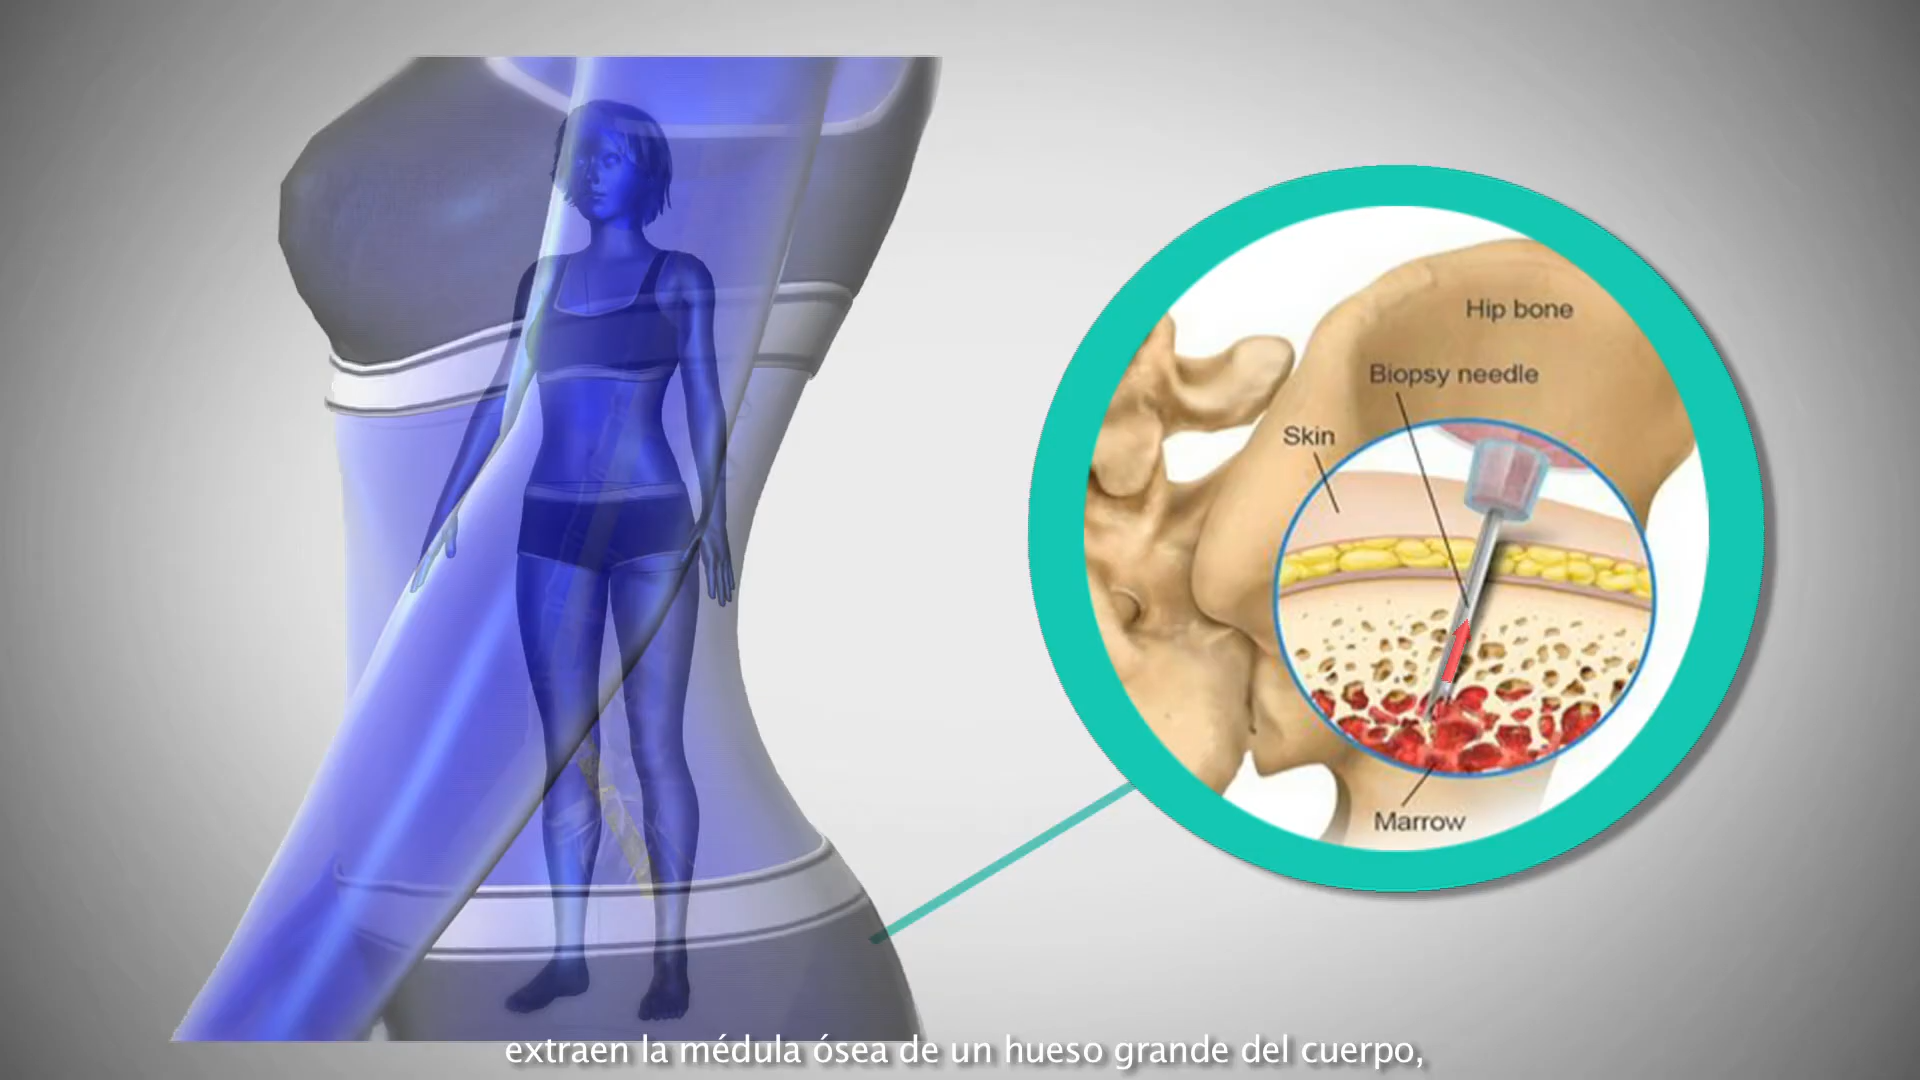 Hip bone
Biopsy needle
Skin
Marrow
extraen la médula ósea de un hueso grande del cuerpo,